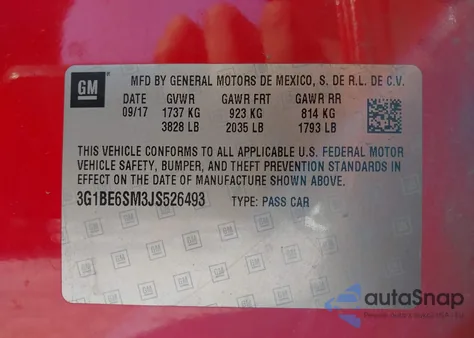 GM
MFD BY GENERAL MOTORS DE MEXICO, S. DE R.L. DE C.V.
DATE GVWR GAWR FRT GAWR RR
09/17 1737 KG 923 KG 814 KG
3828 LB 2035 LB 1793 LB
THIS VEHICLE CONFORMS TO ALL APPLICABLE U.S. FEDERAL MOTOR
VEHICLE SAFETY, BUMPER, AND THEFT PREVENTION STANDARDS
IN EFFECT ON THE DATE OF MANUFACTURE SHOWN ABOVE.
3G1BE6SM3JS526493 TYPE: PASS CAR
autoSnap